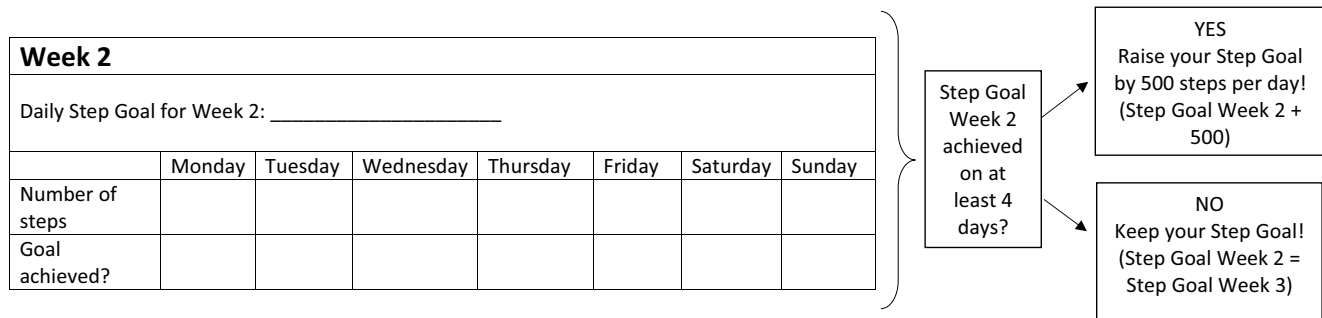 Week 2
Daily Step Goal for Week 2: _____________________
Monday Tuesday Wednesday Thursday Friday Saturday Sunday
Number of
steps
Goal
achieved?
Step Goal
Week 2
achieved
on at
least 4
days?
YES
Raise your Step Goal
by 500 steps per day!
(Step Goal Week 2 +
500)
NO
Keep your Step Goal!
(Step Goal Week 2 =
Step Goal Week 3)